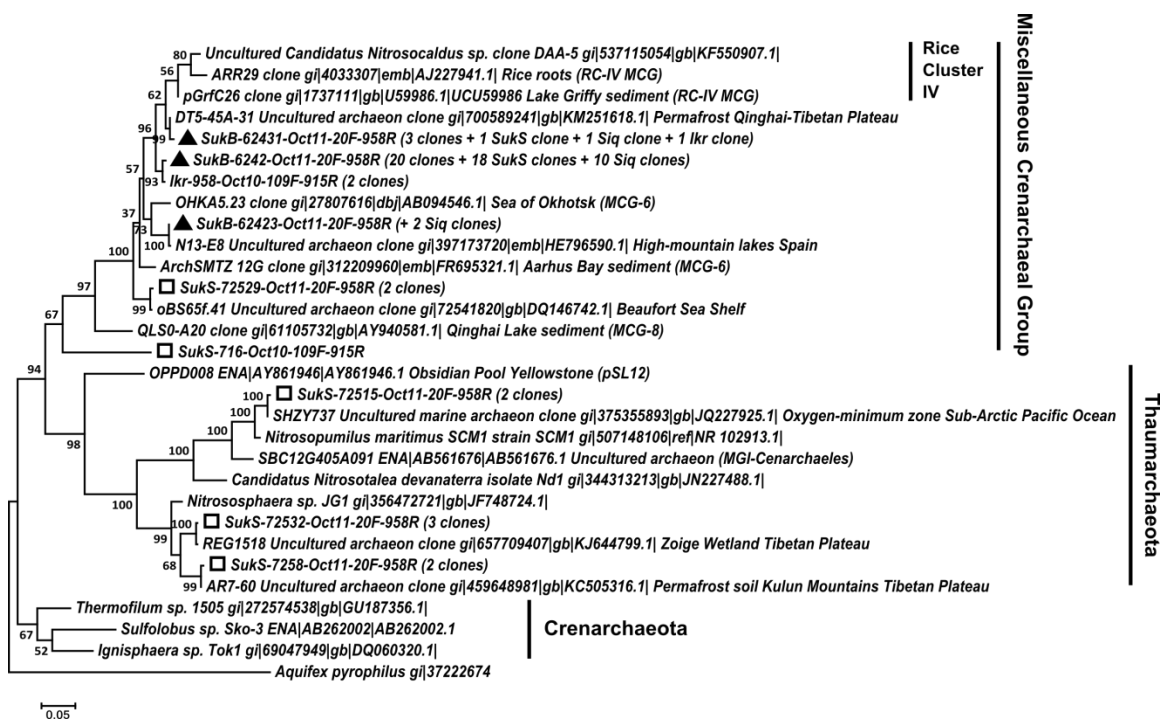 Uncultured Candidatus Nitrosocaldus sp. clone DAA-5 gi|537115054|gb|KF550907.1|
ARR29 clone gi|4033307|emb|AJ227941.1| Rice roots (RC-IV MCG)
pGrfC26 clone gi|1737111|gb|U59986.1|UCU59986 Lake Griffy sediment (RC-IV MCG)
DT5-45A-31 Uncultured archaeon clone gi|700589241|gb|KM251618.1| Permafrost Qinghai-Tibetan Plateau
SukB-62431-Oct11-20F-958R (3 clones + 1 SukS clone + 1 Siq clone + 1 Ikr clone)
SukB-6242-Oct11-20F-958R (20 clones + 18 SukS clones + 10 Siq clones)
Ikr-958-Oct10-109F-915R (2 clones)
OHKA5.23 clone gi|27807616|dbj|AB094546.1| Sea of Okhotsk (MCG-6)
SukB-62423-Oct11-20F-958R (+ 2 Siq clones)
N13-E8 Uncultured archaeon clone gi|397173720|emb|HE796590.1| High-mountain lakes Spain
ArchSMTZ 12G clone gi|312209960|emb|FR695321.1| Aarhus Bay sediment (MCG-6)
SukS-72529-Oct11-20F-958R (2 clones)
oBS65f.41 Uncultured archaeon clone gi|72541820|gb|DQ146742.1| Beaufort Sea Shelf
QLS0-A20 clone gi|61105732|gb|AY940581.1| Qinghai Lake sediment (MCG-8)
SukS-716-Oct10-109F-915R
OPPD008 ENA|AY861946|AY861946.1 Obsidian Pool Yellowstone (pSL12)
SukS-72515-Oct11-20F-958R (2 clones)
SHZY737 Uncultured marine archaeon clone gi|375355893|gb|JQ227925.1| Oxygen-minimum zone Sub-Arctic Pacific Ocean
Nitrosopumilus maritimus SCM1 strain SCM1 gi|507148106|ref|NR 102913.1|
SBC12G405A091 ENA|AB561676|AB561676.1 Uncultured archaeon (MGI-Cenarchaeles)
Candidatus Nitrosotalea devanaterra isolate Nd1 gi|344313213|gb|JN227488.1|
Nitrososphaera sp. JG1 gi|356472721|gb|JF748724.1|
SukS-72532-Oct11-20F-958R (3 clones)
REG1518 Uncultured archaeon clone gi|657709407|gb|KJ644799.1| Zoige Wetland Tibetan Plateau
SukS-7258-Oct11-20F-958R (2 clones)
AR7-60 Uncultured archaeon clone gi|459648981|gb|KC505316.1| Permafrost soil Kulun Mountains Tibetan Plateau
Thermofilum sp. 1505 gi|272574538|gb|GU187356.1|
Sulfolobus sp. Sko-3 ENA|AB262002|AB262002.1
Ignisphaera sp. Tok1 gi|69047949|gb|DQ060320.1|
Aquifex pyrophilus gi|37222674
Rice
Cluster
IV
Miscellaneous Crenarchaeal Group
Thaumarchaeota
Crenarchaeota
80
56
62
96
99
57
93
37
73
100
100
97
99
67
94
100
100
98
100
100
100
99
68
99
67
52
0.05